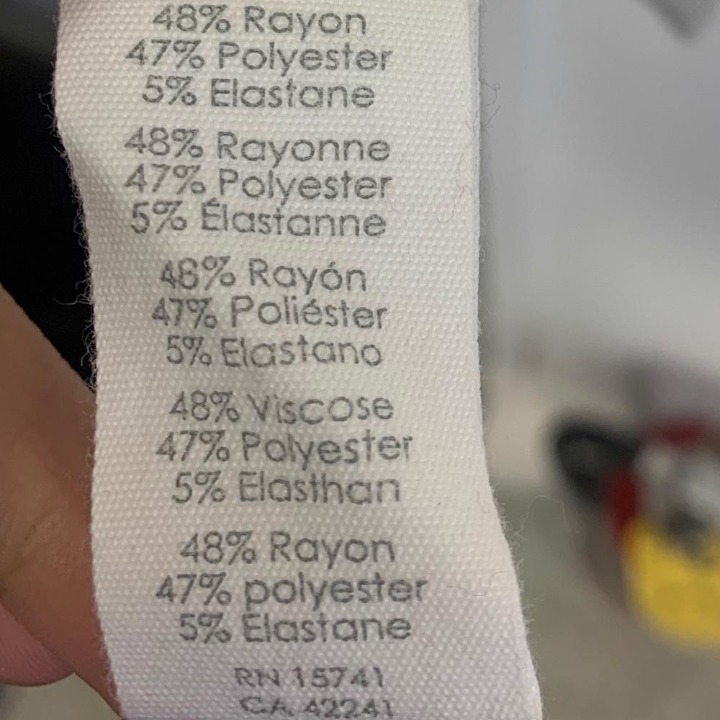 48% Rayon
47% Polyester
5% Elastane
48% Rayonne
47% Polyester
5% Élastanne
48% Rayón
47% Poliéster
5% Elastano
48% Viscose
47% Polyester
5% Elasthan
48% Rayon
47% polyester
5% Elastane
RN 15741
CA 42241